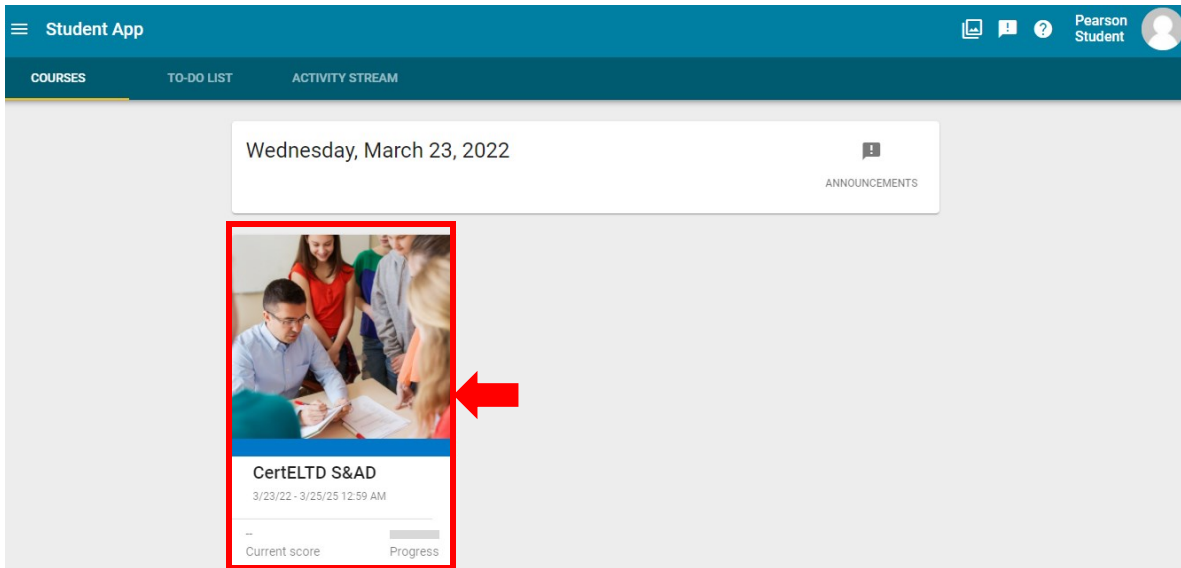 Student App
Pearson
Student
COURSES
TO-DO LIST
ACTIVITY STREAM
Wednesday, March 23, 2022
ANNOUNCEMENTS
CertELTD S&AD
3/23/22 - 3/25/25 12:59 AM
--
Current score
Progress